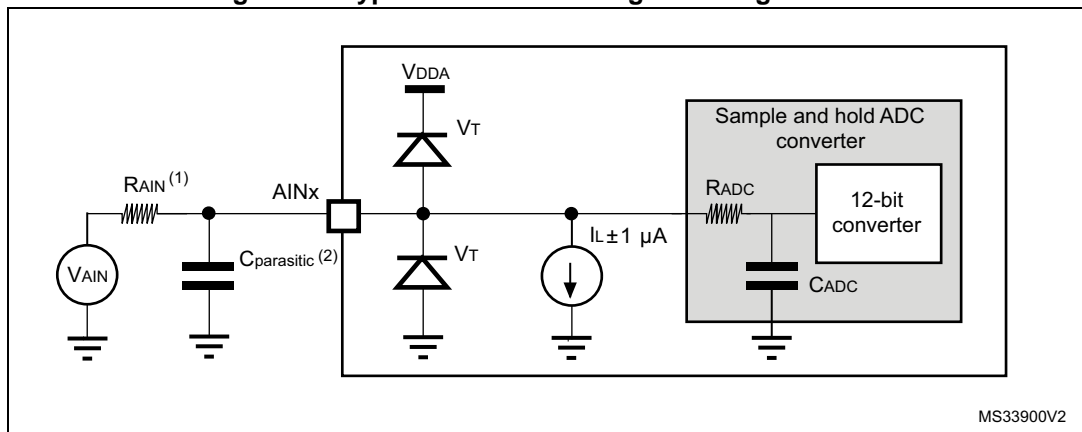 VDDA
Sample and hold ADC
converter
VT
RAIN (1)
AINx
RADC
12-bit
converter
IL±1 µA
VT
Cparasitic (2)
VAIN
CADC
MS33900V2